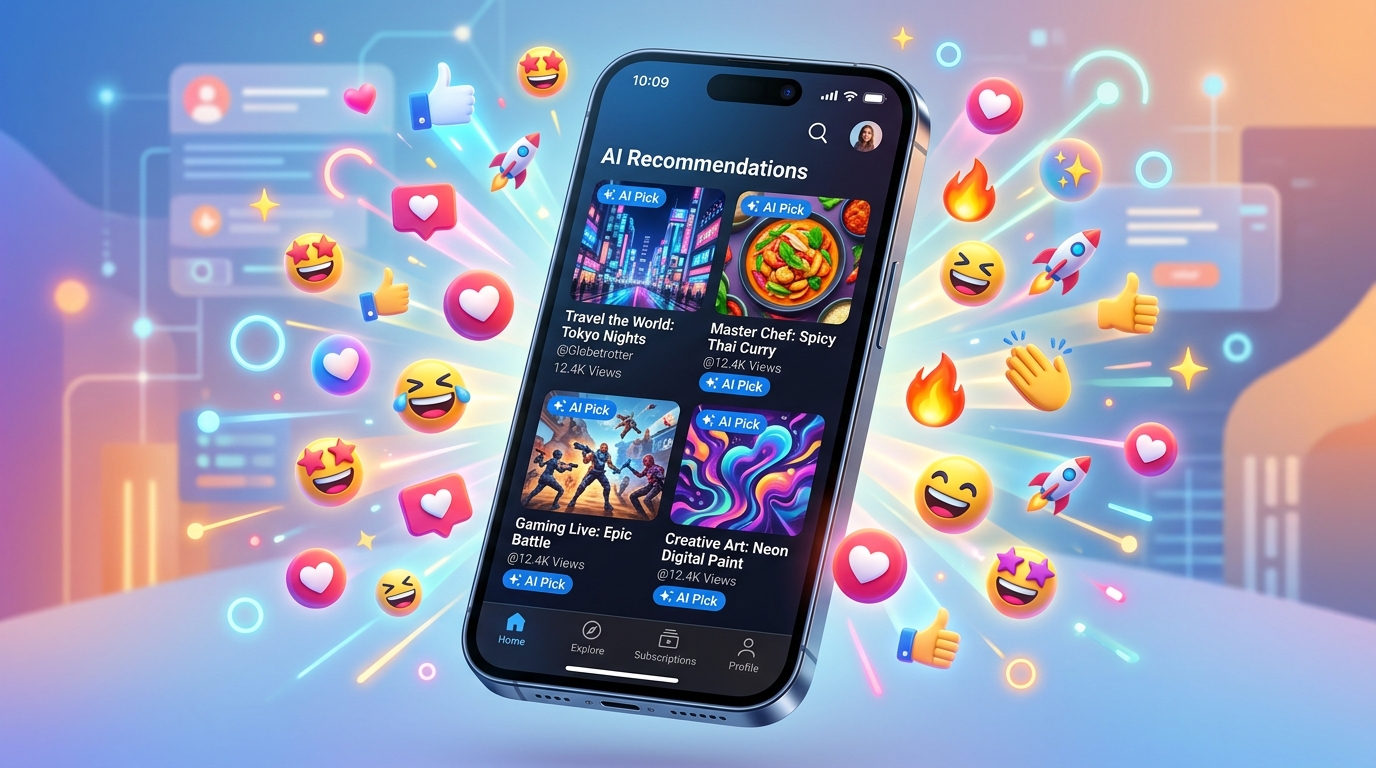 10:09
AI Recommendations
AI Pick
AI Pick
Travel the World:
Tokyo Nights
@Globetrotter
12.4K Views
Master Chef: Spicy
Thai Curry
@12.4K Views
AI Pick
AI Pick
AI Pick
Gaming Live: Epic
Battle
@12.4K Views
AI Pick
Creative Art: Neon
Digital Paint
@12.4K Views
AI Pick
Home
Explore
Subscriptions
Profile